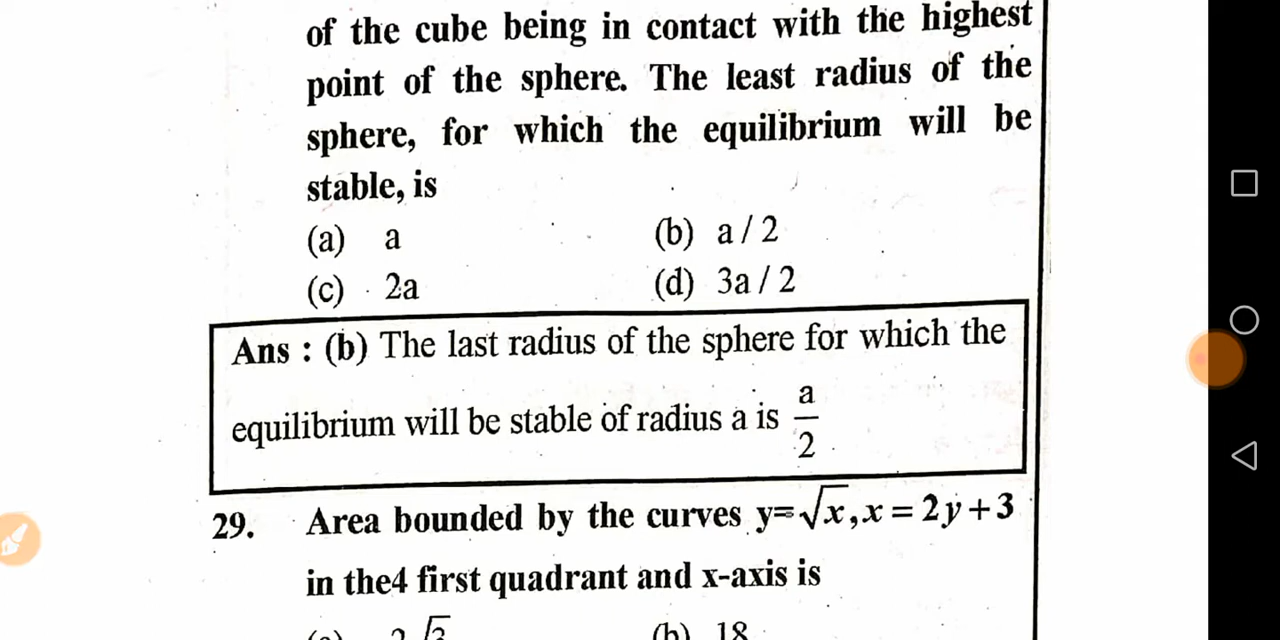 of the cube being in contact with the highest
point of the sphere. The least radius of the
sphere, for which the equilibrium will be
stable, is
(a) a (b) a / 2
(c) 2a (d) 3a / 2
Ans : (b) The last radius of the sphere for which the
equilibrium will be stable of radius a is a/2
29. Area bounded by the curves y=√x, x = 2y+3
in the4 first quadrant and x-axis is
(b) 18